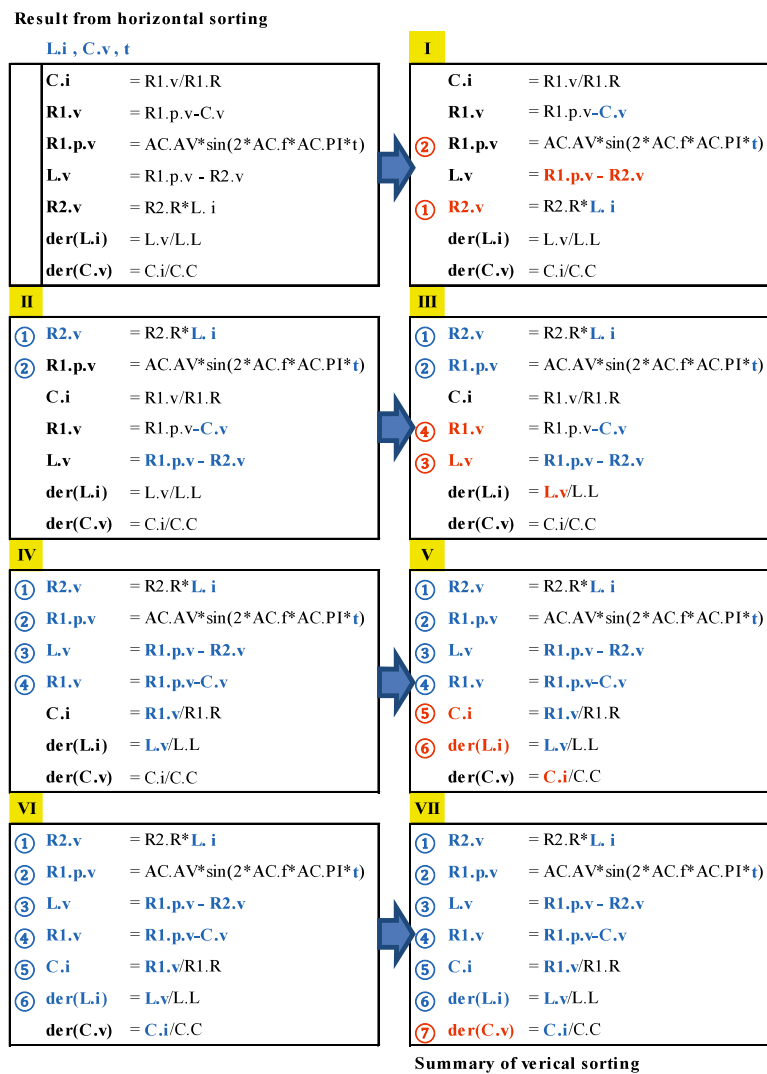 Result from horizontal sorting
L.i , C.v , t
C.i = R1.v/R1.R
R1.v = R1.p.v-C.v
R1.p.v = AC.AV*sin(2*AC.f*AC.PI*t)
L.v = R1.p.v - R2.v
R2.v = R2.R*L. i
der(L.i) = L.v/L.L
der(C.v) = C.i/C.C
I
C.i = R1.v/R1.R
R1.v = R1.p.v-C.v
② R1.p.v = AC.AV*sin(2*AC.f*AC.PI*t)
L.v = R1.p.v - R2.v
① R2.v = R2.R*L. i
der(L.i) = L.v/L.L
der(C.v) = C.i/C.C
II
① R2.v = R2.R*L. i
② R1.p.v = AC.AV*sin(2*AC.f*AC.PI*t)
C.i = R1.v/R1.R
R1.v = R1.p.v-C.v
L.v = R1.p.v - R2.v
der(L.i) = L.v/L.L
der(C.v) = C.i/C.C
III
① R2.v = R2.R*L. i
② R1.p.v = AC.AV*sin(2*AC.f*AC.PI*t)
C.i = R1.v/R1.R
④ R1.v = R1.p.v-C.v
③ L.v = R1.p.v - R2.v
der(L.i) = L.v/L.L
der(C.v) = C.i/C.C
IV
① R2.v = R2.R*L. i
② R1.p.v = AC.AV*sin(2*AC.f*AC.PI*t)
③ L.v = R1.p.v - R2.v
④ R1.v = R1.p.v-C.v
C.i = R1.v/R1.R
der(L.i) = L.v/L.L
der(C.v) = C.i/C.C
V
① R2.v = R2.R*L. i
② R1.p.v = AC.AV*sin(2*AC.f*AC.PI*t)
③ L.v = R1.p.v - R2.v
④ R1.v = R1.p.v-C.v
⑤ C.i = R1.v/R1.R
⑥ der(L.i) = L.v/L.L
der(C.v) = C.i/C.C
VI
① R2.v = R2.R*L. i
② R1.p.v = AC.AV*sin(2*AC.f*AC.PI*t)
③ L.v = R1.p.v - R2.v
④ R1.v = R1.p.v-C.v
⑤ C.i = R1.v/R1.R
⑥ der(L.i) = L.v/L.L
der(C.v) = C.i/C.C
VII
① R2.v = R2.R*L. i
② R1.p.v = AC.AV*sin(2*AC.f*AC.PI*t)
③ L.v = R1.p.v - R2.v
④ R1.v = R1.p.v-C.v
⑤ C.i = R1.v/R1.R
⑥ der(L.i) = L.v/L.L
⑦ der(C.v) = C.i/C.C
Summary of verical sorting